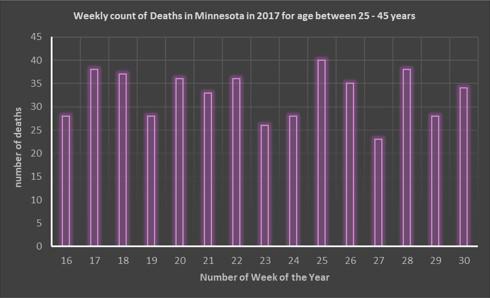 Weekly count of Deaths in Minnesota in 2017 for age between 25 - 45 years
45
40
35
30
25
20
15
10
5
0
number of deaths
16 17 18 19 20 21 22 23 24 25 26 27 28 29 30
Number of Week of the Year